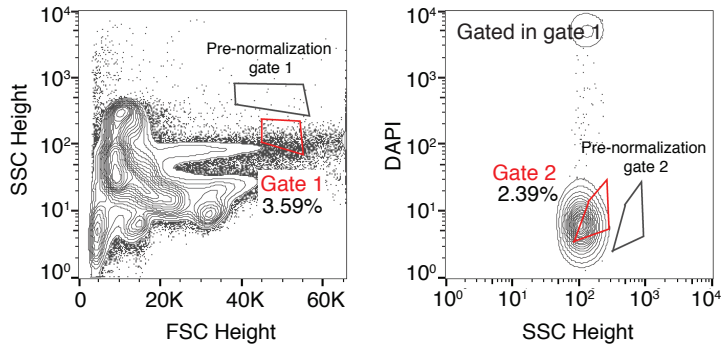 10⁴
10³
10²
10¹
10⁰
SSC Height
Pre-normalization
gate 1
Gate 1
3.59%
0
20K
40K
60K
FSC Height
10⁴
10³
10²
10¹
10⁰
DAPI
Gated in gate 1
Pre-normalization
gate 2
Gate 2
2.39%
10⁰
10¹
10²
10³
10⁴
SSC Height